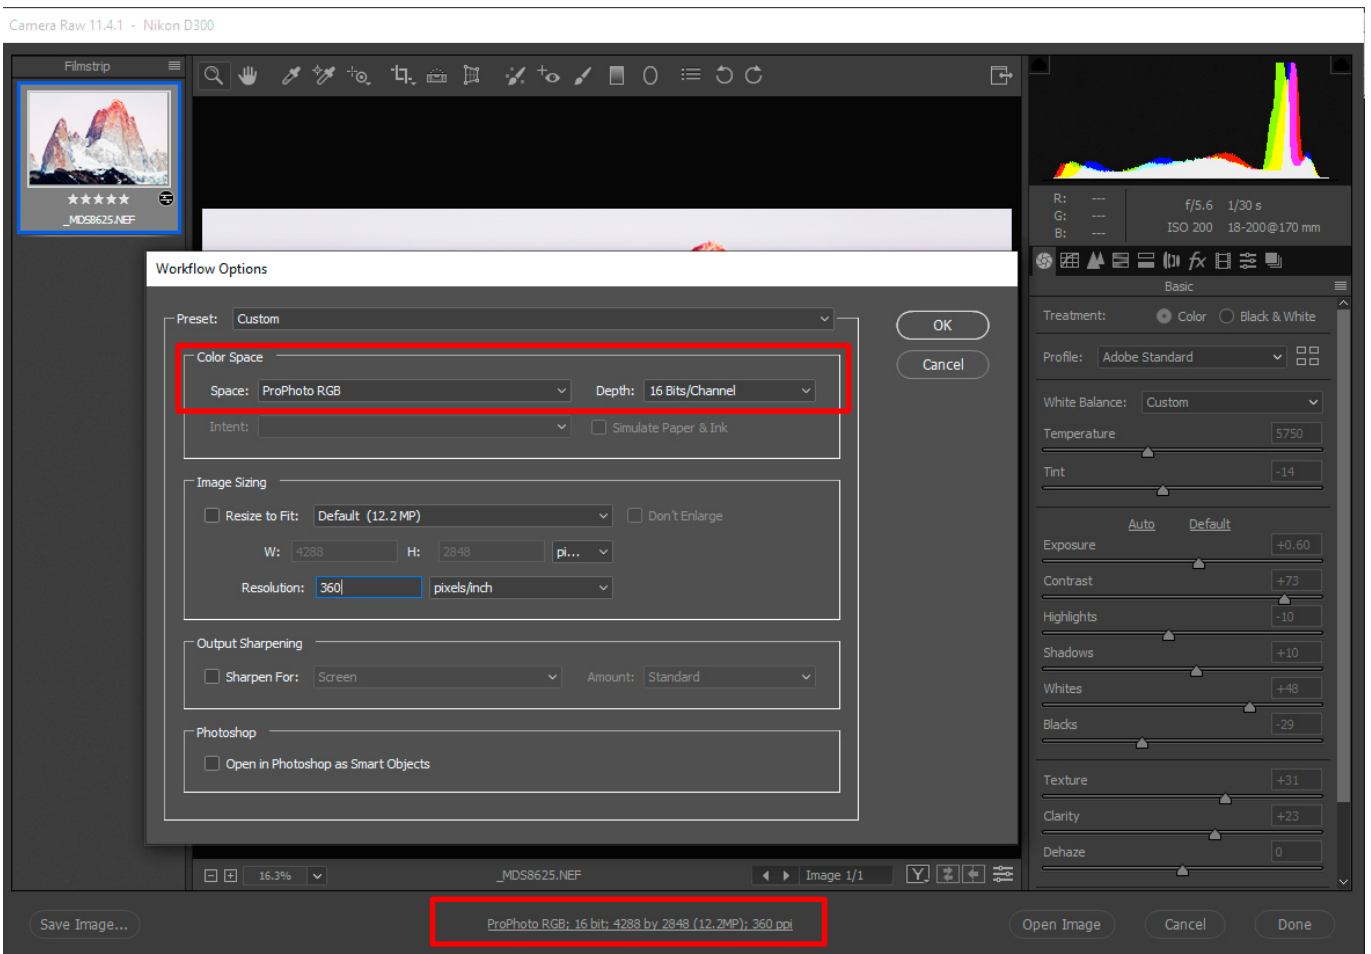 Camera Raw 11.4.1 - Nikon D300
Filmstrip
_MDS8625.NEF
R: ---
G: ---
B: ---
f/5.6 1/30 s
ISO 200 18-200@170 mm
Basic
Treatment: Color Black & White
Profile: Adobe Standard
White Balance: Custom
Temperature 5750
Tint -14
Auto Default
Exposure +0.60
Contrast +73
Highlights -10
Shadows +10
Whites +48
Blacks -29
Texture +31
Clarity +23
Dehaze 0
Workflow Options
Preset: Custom
OK
Cancel
Color Space
Space: ProPhoto RGB Depth: 16 Bits/Channel
Intent: Simulate Paper & Ink
Image Sizing
Resize to Fit: Default (12.2 MP) Don't Enlarge
W: 4288 H: 2848 pi...
Resolution: 360 pixels/inch
Output Sharpening
Sharpen For: Screen Amount: Standard
Photoshop
Open in Photoshop as Smart Objects
16.3% _MDS8625.NEF Image 1/1 Y
Save Image... ProPhoto RGB; 16 bit; 4288 by 2848 (12.2MP); 360 ppi Open Image Cancel Done